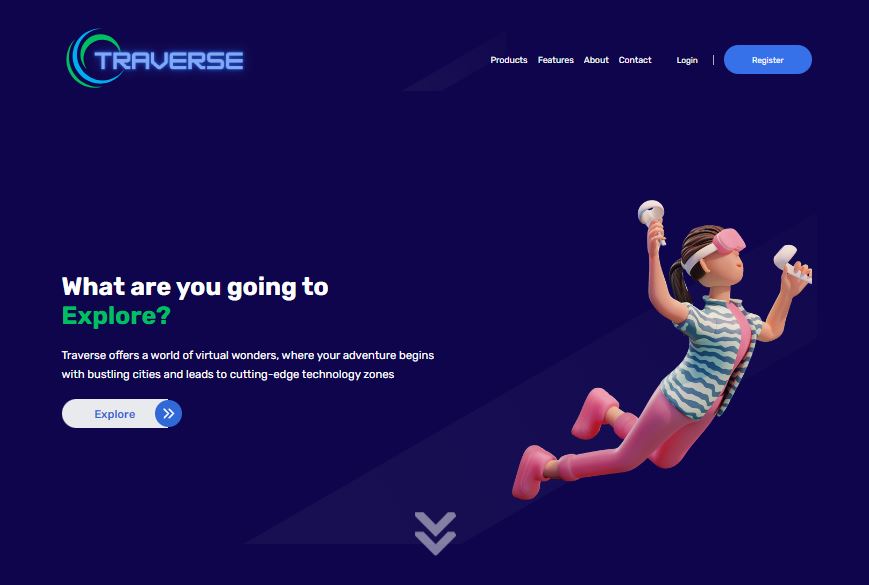 TRAVERSE
Products Features About Contact Login | Register
What are you going to
Explore?
Traverse offers a world of virtual wonders, where your adventure begins
with bustling cities and leads to cutting-edge technology zones
Explore